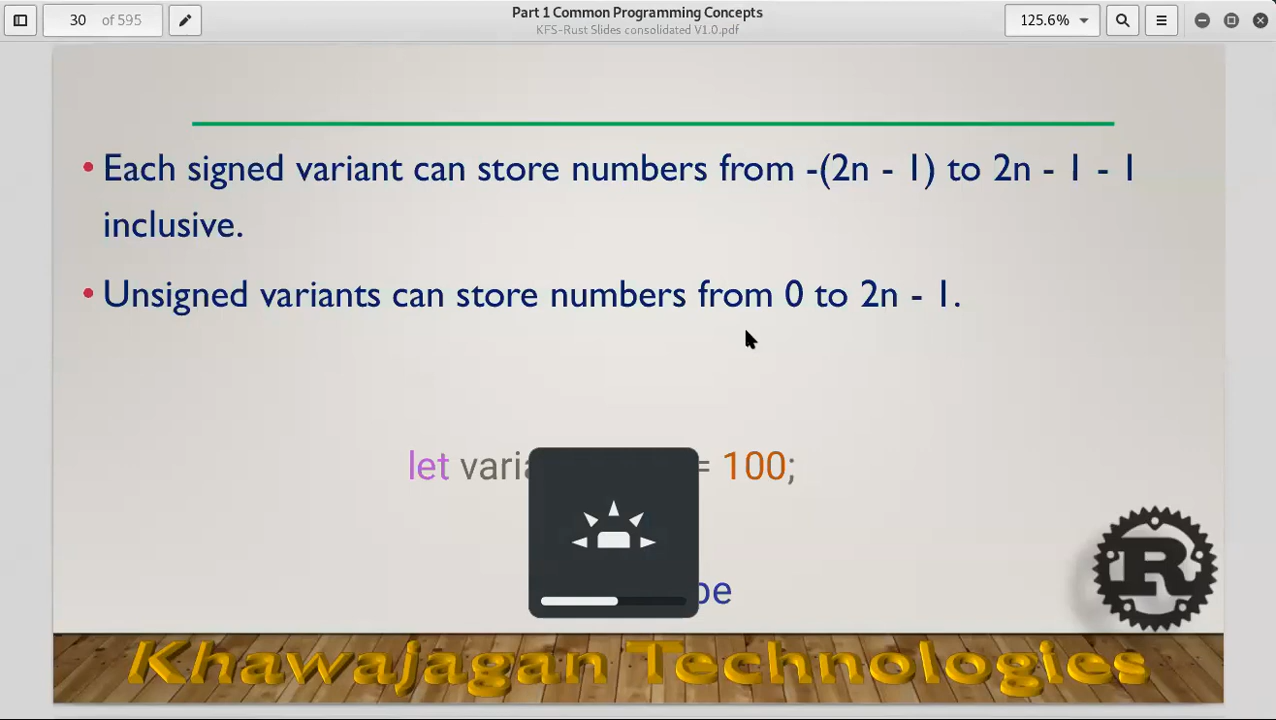 Part 1 Common Programming Concepts
KFS-Rust Slides consolidated V1.0.pdf
30 of 595
125.6%
• Each signed variant can store numbers from -(2n - 1) to 2n - 1 - 1
inclusive.
• Unsigned variants can store numbers from 0 to 2n - 1.
let = 100;
R
Khawajagan Technologies